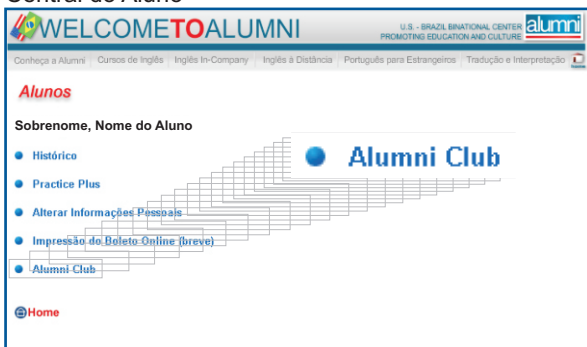 Central do Aluno
WELCOMETOALUMNI
U.S. - BRAZIL BINATIONAL CENTER
PROMOTING EDUCATION AND CULTURE
alumni
Conheça a Alumni Cursos de Inglês Inglês In-Company Inglês à Distância Português para Estrangeiros Tradução e Interpretação
Alunos
Sobrenome, Nome do Aluno
Histórico
Practice Plus
Alterar Informações Pessoais
Impressão do Boleto Online (breve)
Alumni Club
Alumni Club
Home